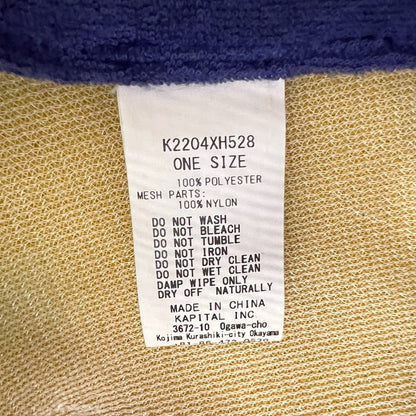 K2204XH528
ONE SIZE
100% POLYESTER
MESH PARTS:
100% NYLON
DO NOT WASH
DO NOT BLEACH
DO NOT TUMBLE
DO NOT IRON
DO NOT DRY CLEAN
DO NOT WET CLEAN
DAMP WIPE ONLY
DRY OFF NATURALLY
MADE IN CHINA
KAPITAL INC
3672-10 Ogawa-cho
Kojima Kurashiki-city Okayama